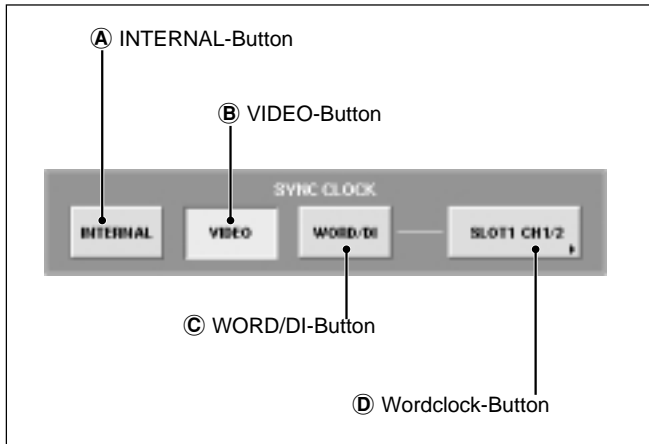 Ⓐ INTERNAL-Button
Ⓑ VIDEO-Button
SYNC CLOCK
INTERNAL VIDEO WORD/DI SLOT1 CH1/2
Ⓒ WORD/DI-Button
Ⓓ Wordclock-Button